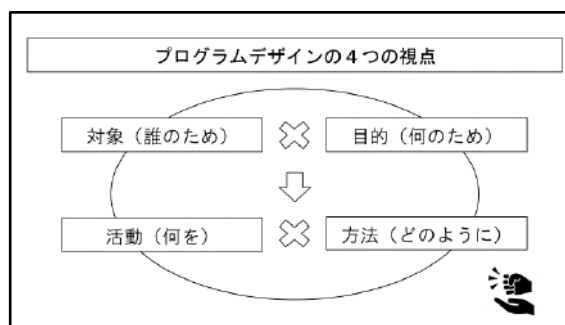 プログラムデザインの４つの視点
対象（誰のため）
目的（何のため）
活動（何を）
方法（どのように）